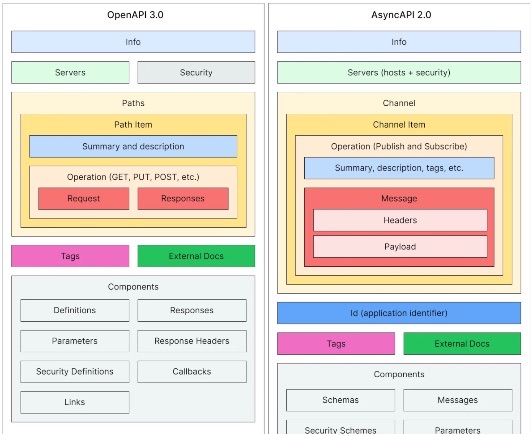 OpenAPI 3.0
Info
Servers
Security
Paths
Path Item
Summary and description
Operation (GET, PUT, POST, etc.)
Request
Responses
Tags
External Docs
Components
Definitions
Responses
Parameters
Response Headers
Security Definitions
Callbacks
Links
AsyncAPI 2.0
Info
Servers (hosts + security)
Channel
Channel Item
Operation (Publish and Subscribe)
Summary, description, tags, etc.
Message
Headers
Payload
Id (application identifier)
Tags
External Docs
Components
Schemas
Messages
Security Schemes
Parameters